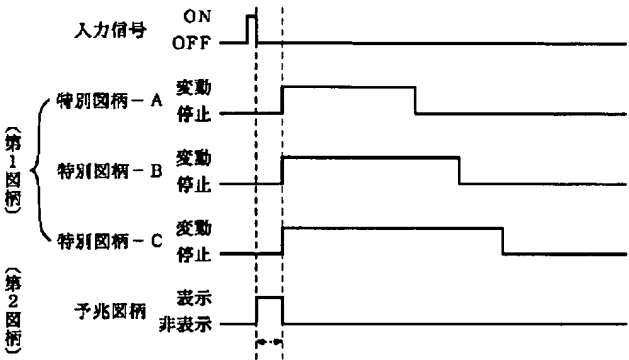 入力信号
ON
OFF
(第1図柄)
特別図柄-A
変動
停止
特別図柄-B
変動
停止
特別図柄-C
変動
停止
(第2図柄)
予兆図柄
表示
非表示